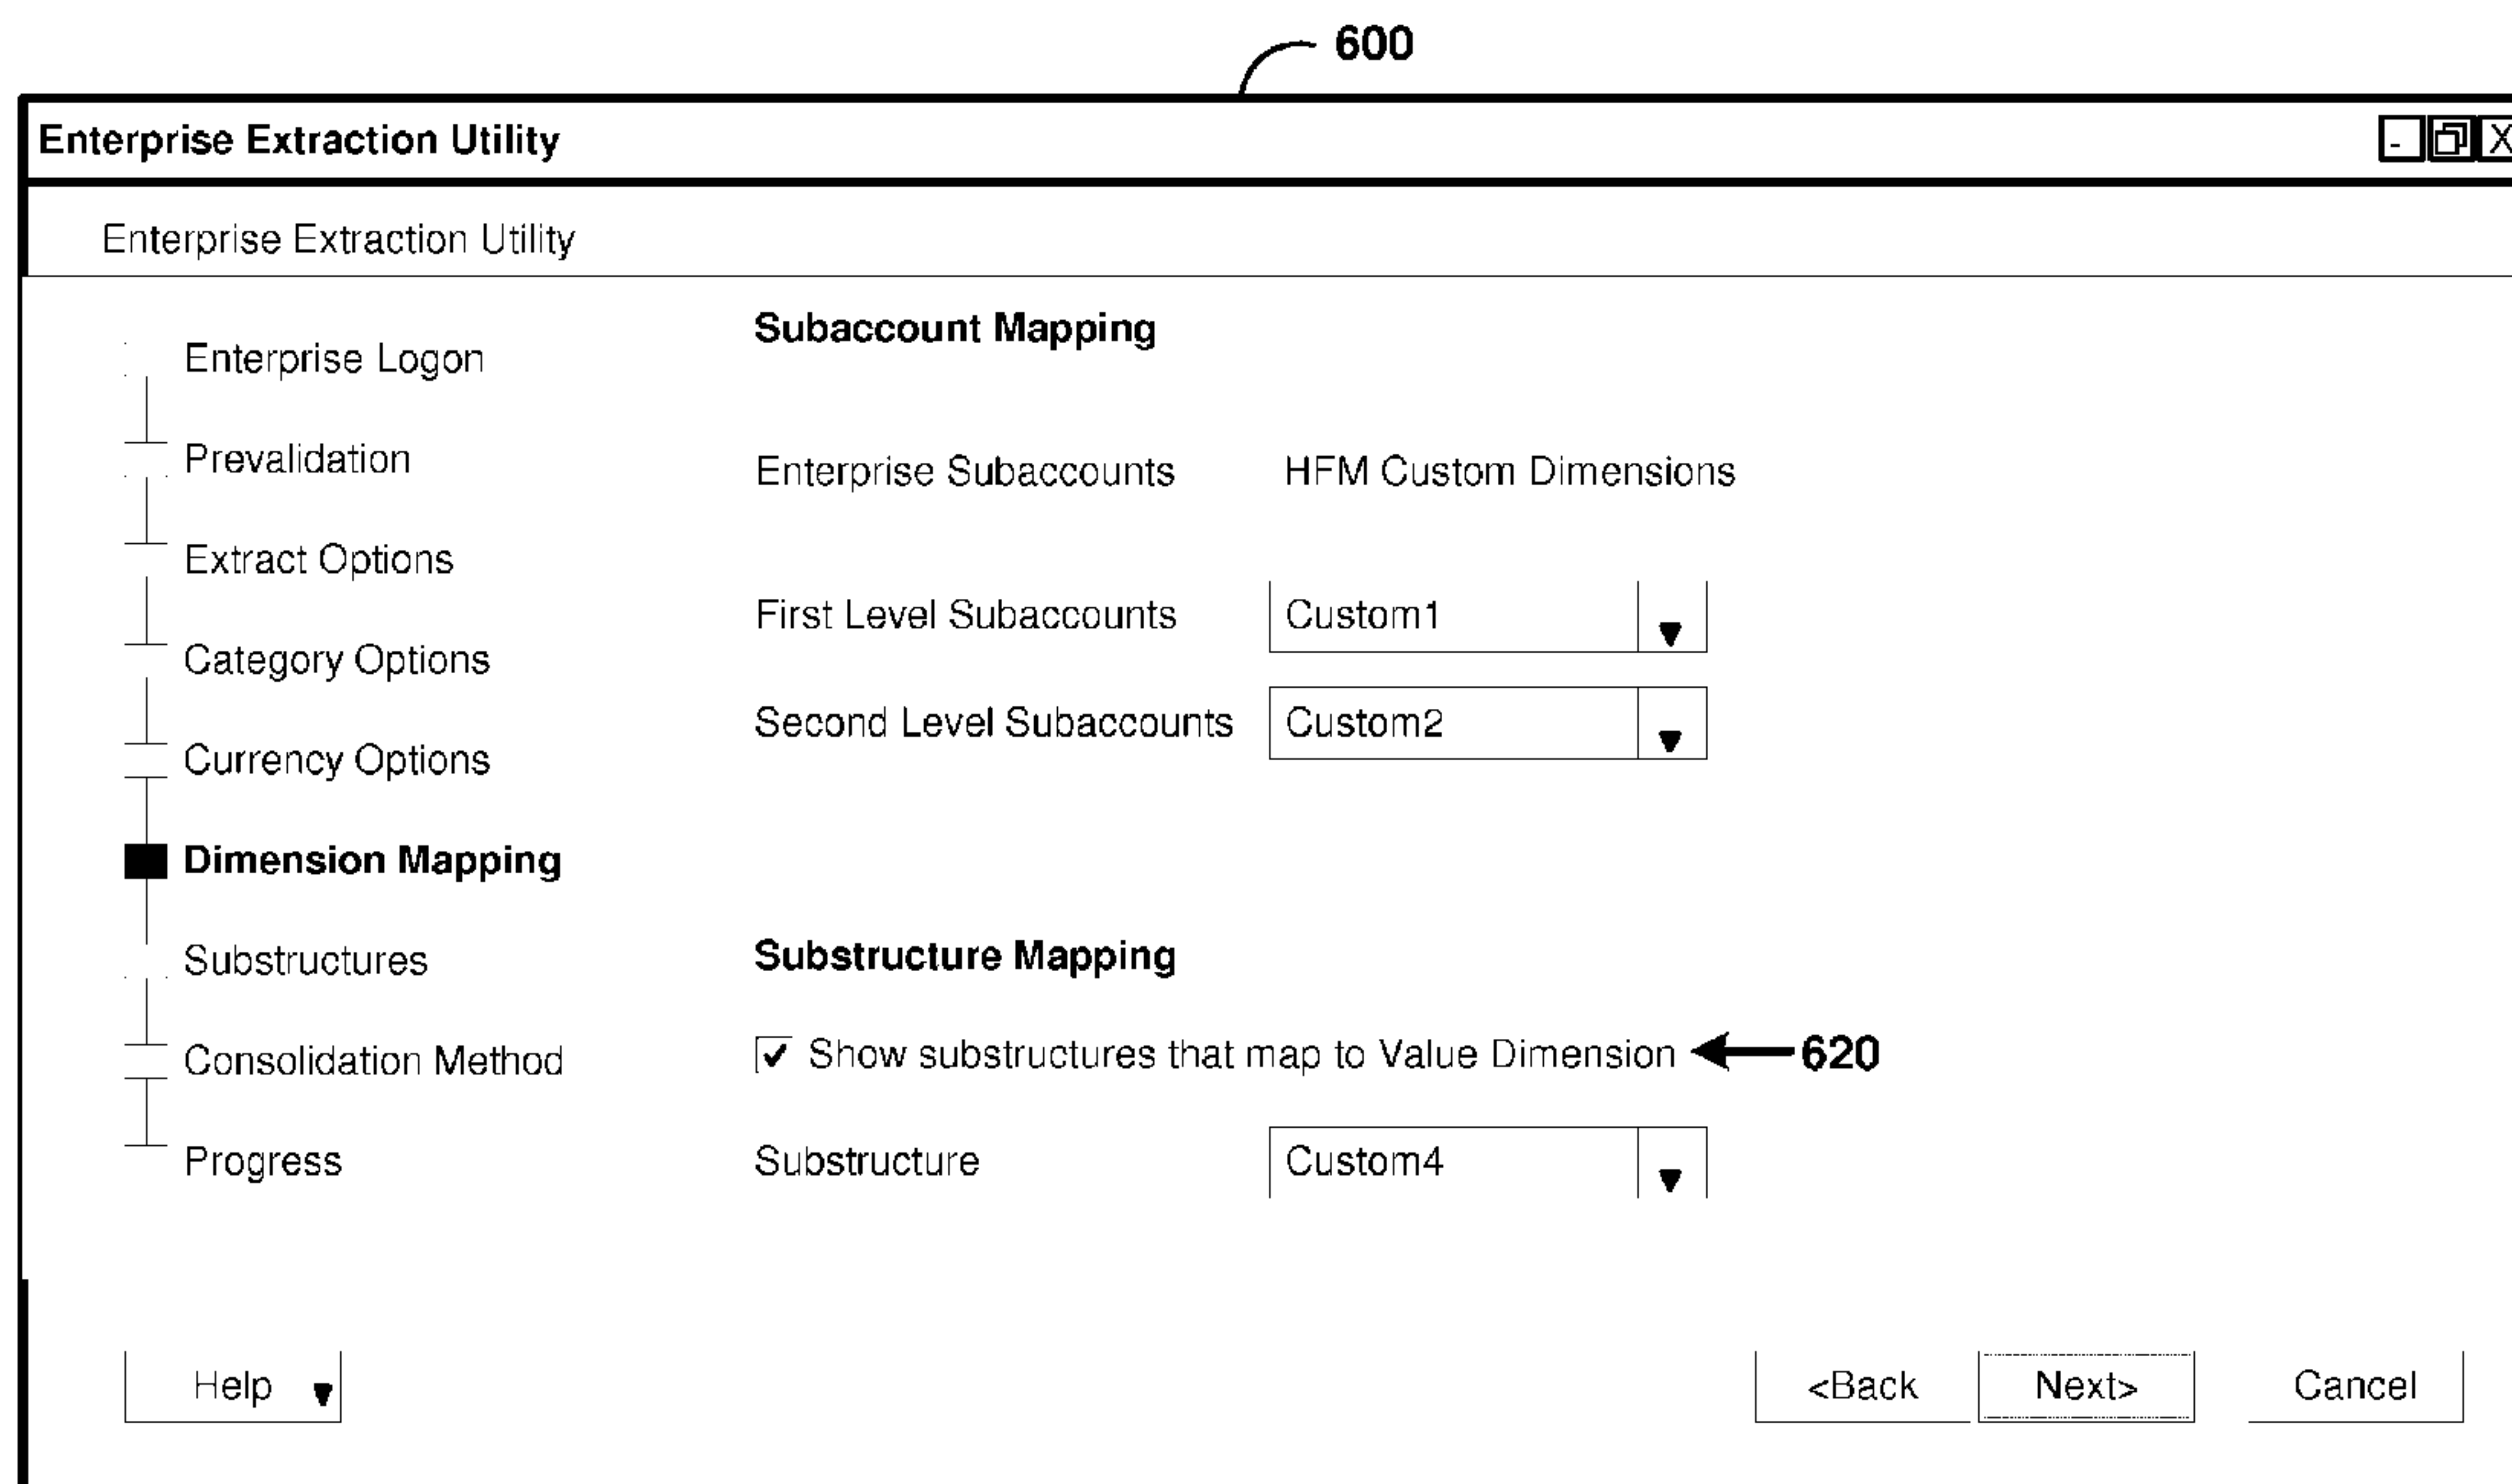 600
Enterprise Extraction Utility
- X
Enterprise Extraction Utility
Enterprise Logon
Prevalidation
Extract Options
Category Options
Currency Options
Dimension Mapping
Substructures
Consolidation Method
Progress
Subaccount Mapping
Enterprise Subaccounts HFM Custom Dimensions
First Level Subaccounts Custom1
Second Level Subaccounts Custom2
Substructure Mapping
Show substructures that map to Value Dimension 620
Substructure Custom4
Help <Back Next> Cancel